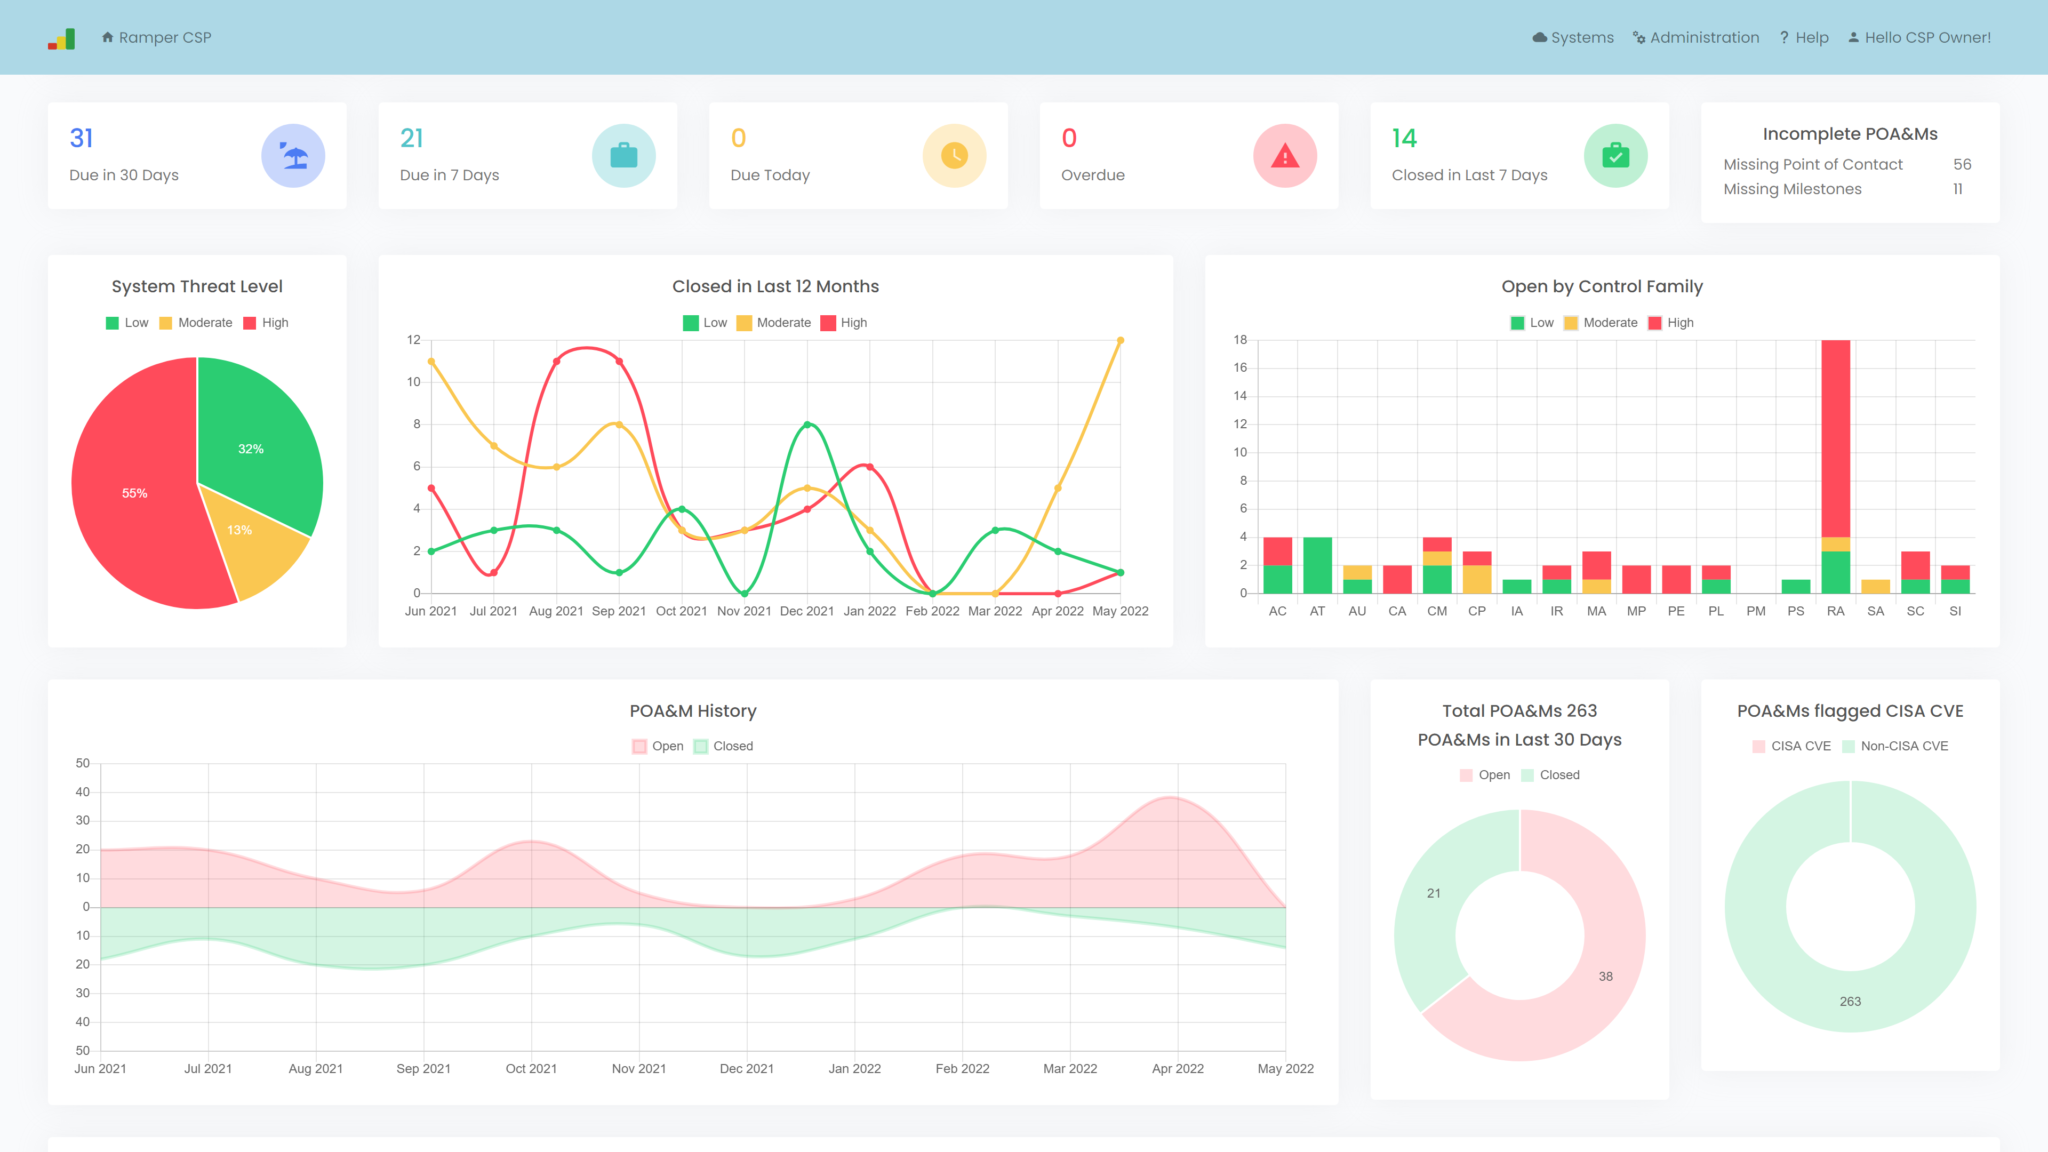 Ramper CSP
Systems Administration ? Help Hello CSP Owner!
31
Due in 30 Days
21
Due in 7 Days
0
Due Today
0
Overdue
14
Closed in Last 7 Days
Incomplete POA&Ms
Missing Point of Contact 56
Missing Milestones 11
System Threat Level
Low Moderate High
32%
55%
13%
Closed in Last 12 Months
Low Moderate High
12
10
8
6
4
2
0
Jun 2021 Jul 2021 Aug 2021 Sep 2021 Oct 2021 Nov 2021 Dec 2021 Jan 2022 Feb 2022 Mar 2022 Apr 2022 May 2022
Open by Control Family
Low Moderate High
18
16
14
12
10
8
6
4
2
0
AC AT AU CA CM CP IA IR MA MP PE PL PM PS RA SA SC SI
POA&M History
Open Closed
50
40
30
20
10
0
10
20
30
40
50
Jun 2021 Jul 2021 Aug 2021 Sep 2021 Oct 2021 Nov 2021 Dec 2021 Jan 2022 Feb 2022 Mar 2022 Apr 2022 May 2022
Total POA&Ms 263
POA&Ms in Last 30 Days
Open Closed
21
38
POA&Ms flagged CISA CVE
CISA CVE Non-CISA CVE
263